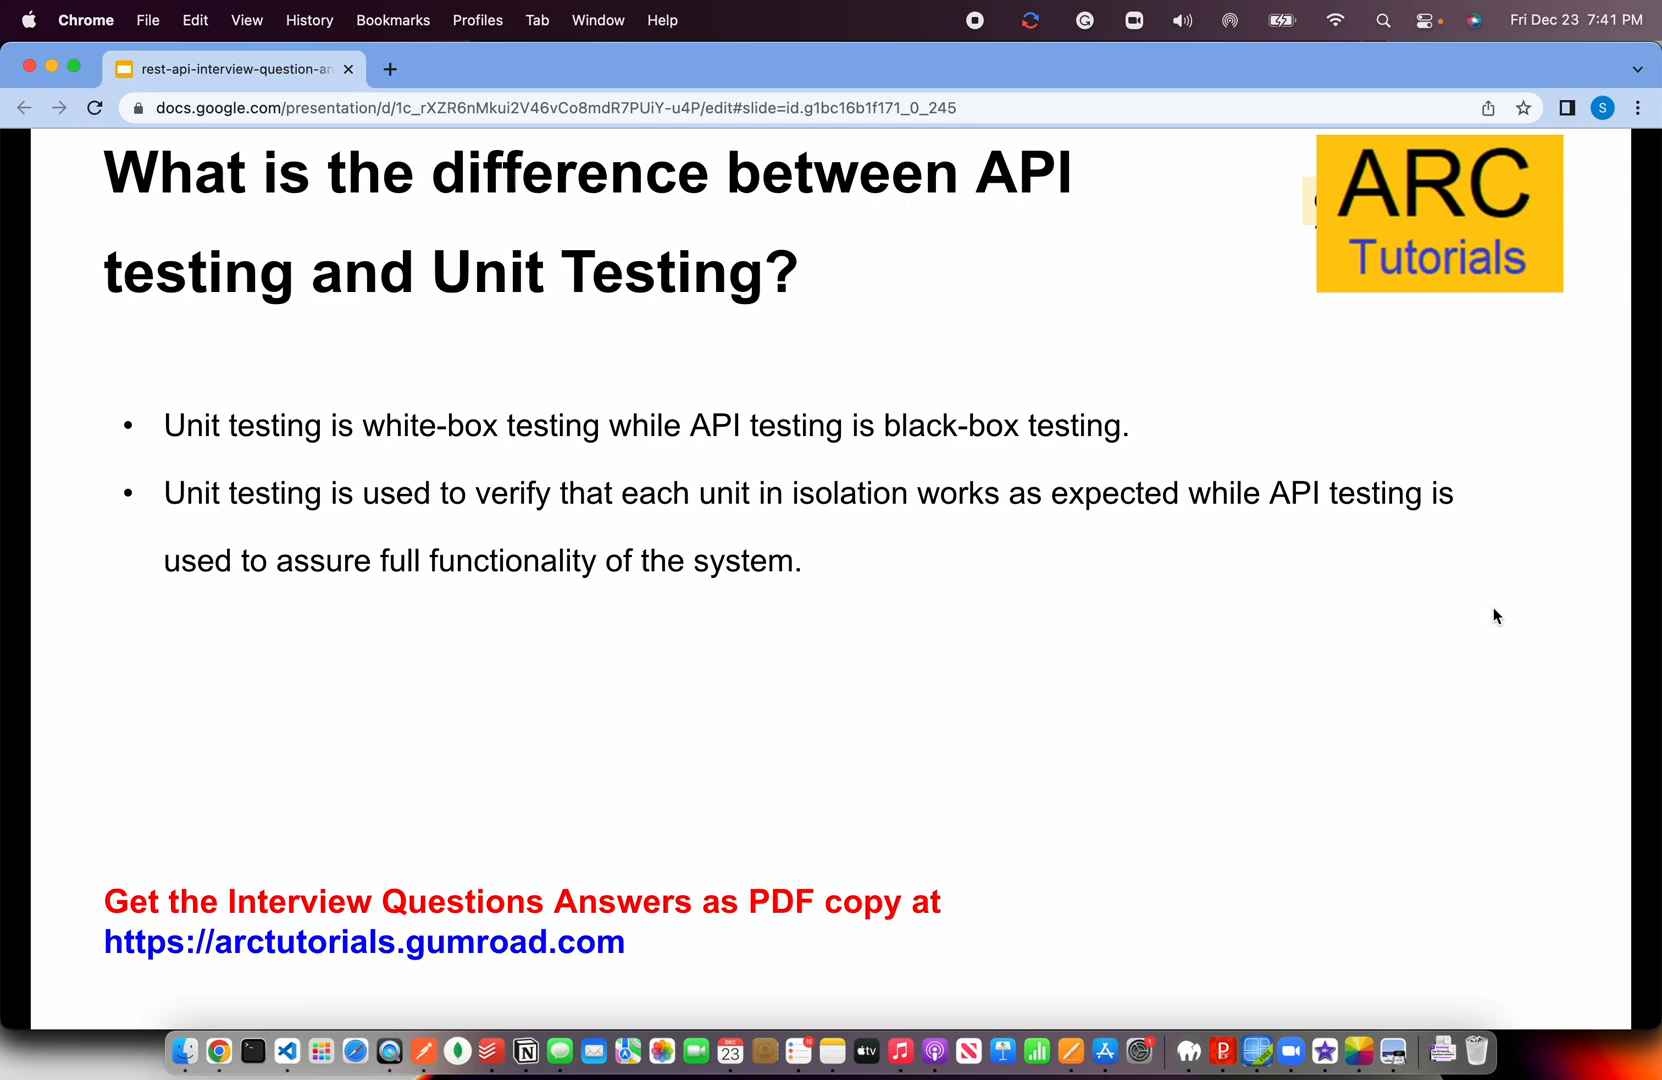 Chrome File Edit View History Bookmarks Profiles Tab Window Help Fri Dec 23 7:41 PM
rest-api-interview-question-an
docs.google.com/presentation/d/1c_rXZR6nMkui2V46vCo8mdR7PUiY-u4P/edit#slide=id.g1bc16b1f171_0_245 S
What is the difference between API
testing and Unit Testing?
ARC
Tutorials
• Unit testing is white-box testing while API testing is black-box testing.
• Unit testing is used to verify that each unit in isolation works as expected while API testing is
used to assure full functionality of the system.
Get the Interview Questions Answers as PDF copy at
https://arctutorials.gumroad.com
DEC
23
tv